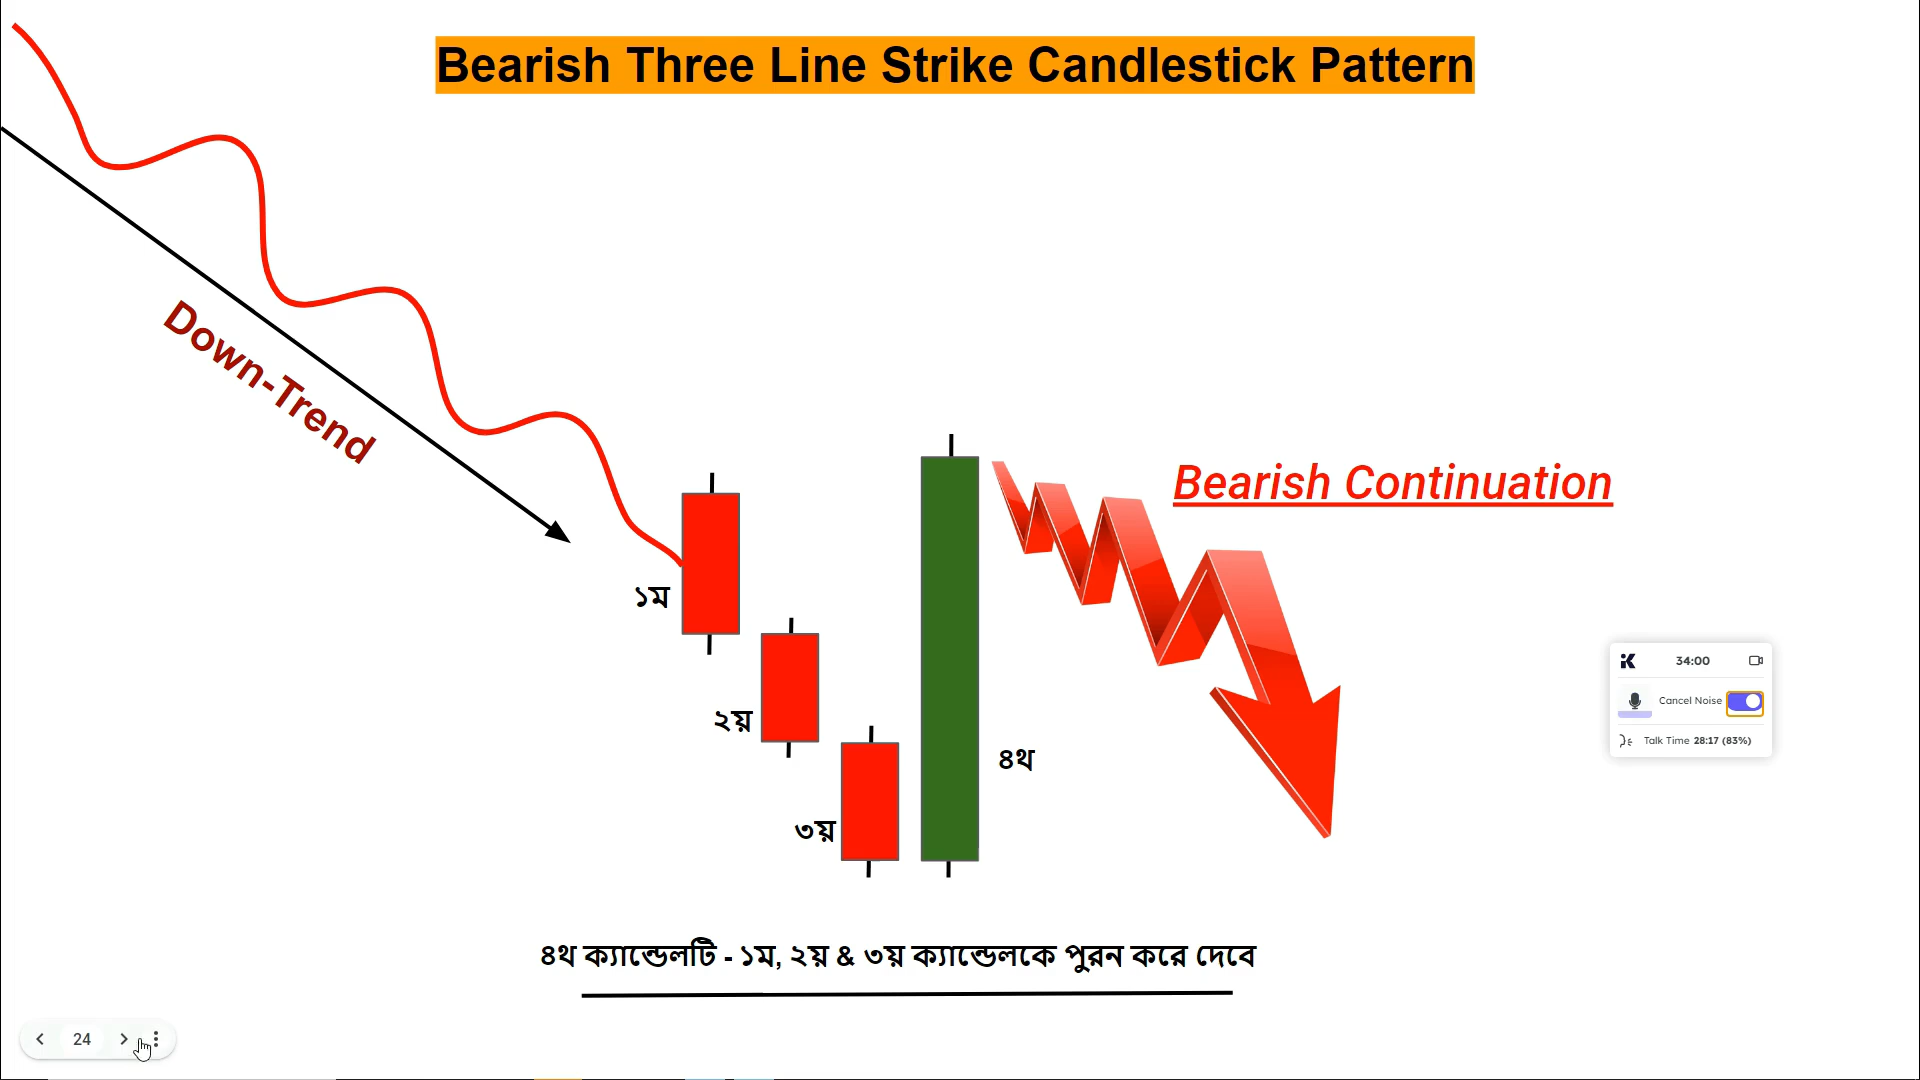 Bearish Three Line Strike Candlestick Pattern
Down-Trend
Bearish Continuation
১ম
২য়
৩য়
৪থ
34:00
Cancel Noise
Talk Time 28:17 (83%)
৪থ ক্যান্ডেলটি - ১ম, ২য় & ৩য় ক্যান্ডেলকে পুরন করে দেবে
24